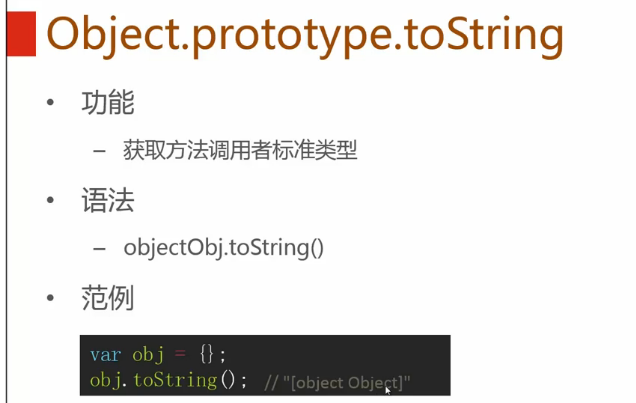 Object.prototype.toString
• 功能
– 获取方法调用者标准类型
• 语法
– objectObj.toString()
• 范例
var obj = {};
obj.toString(); // "[object Object]"